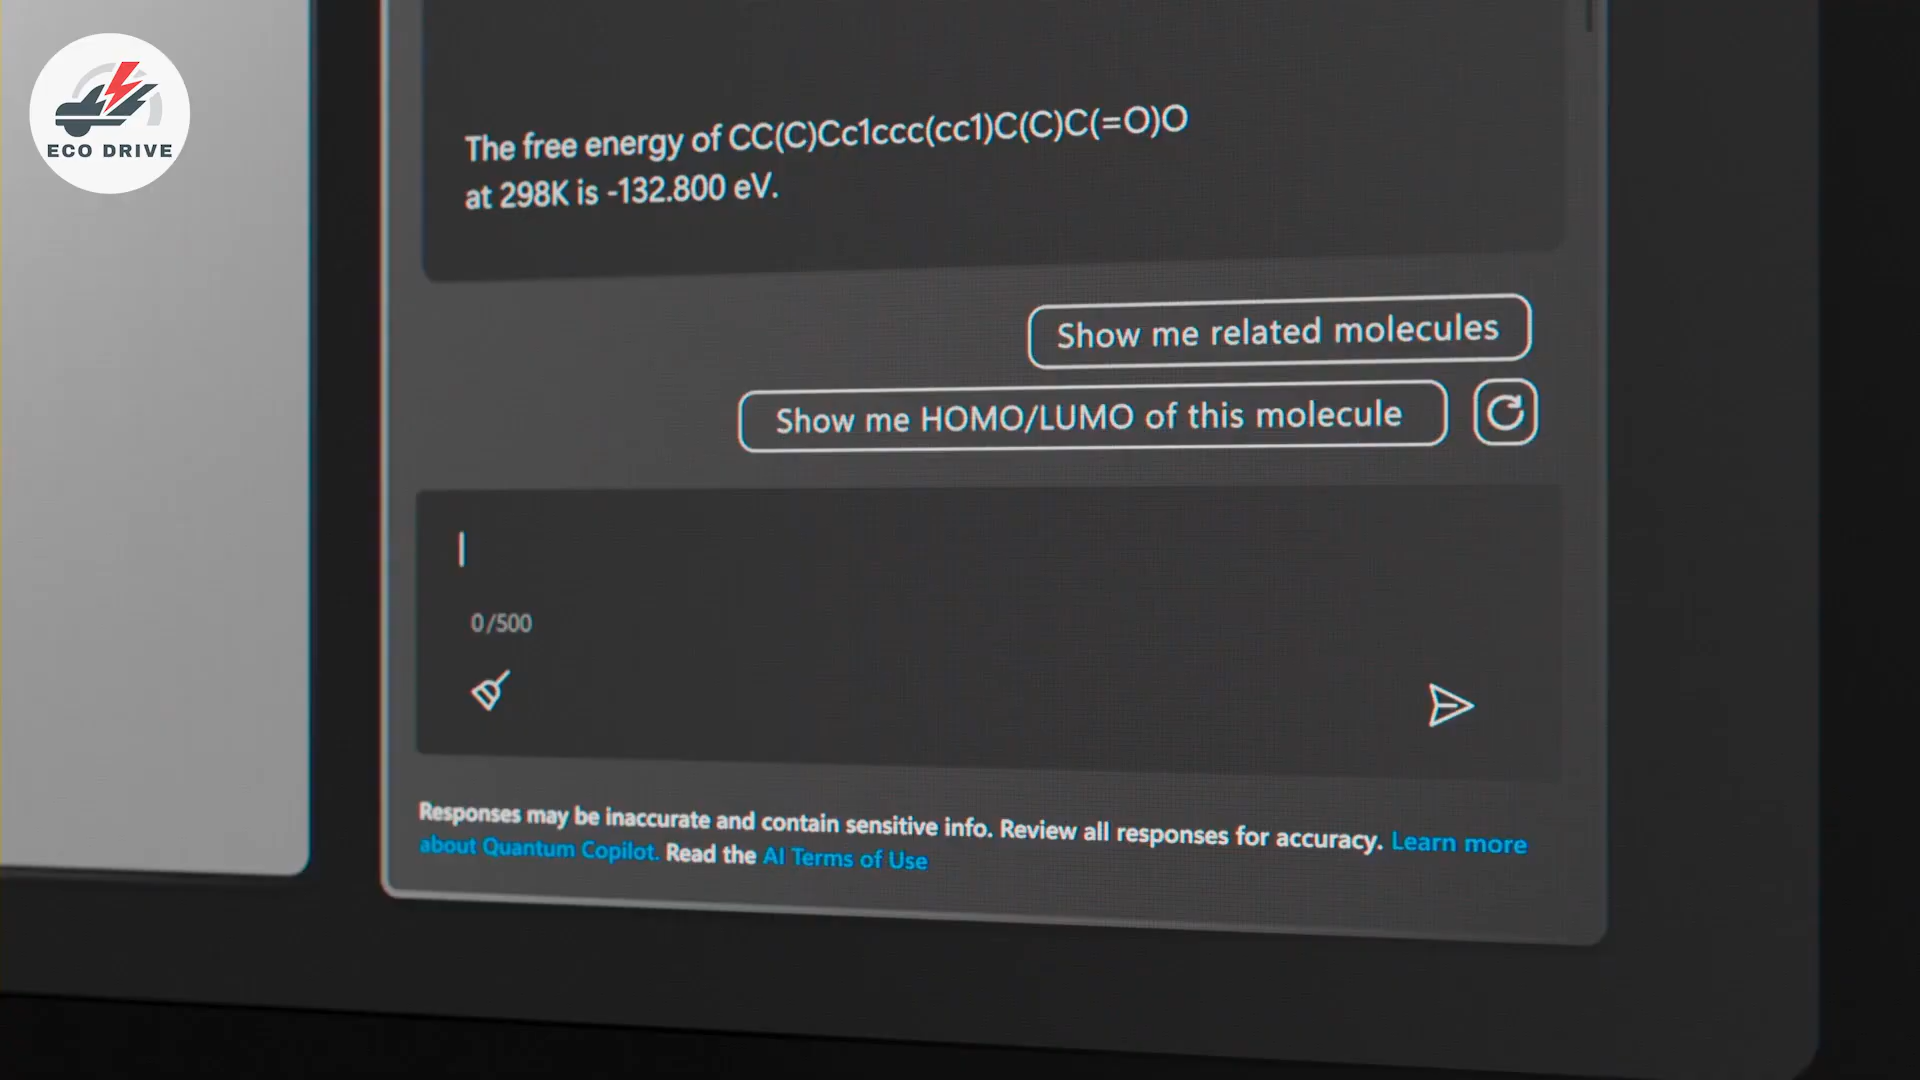 ECO DRIVE
The free energy of CC(C)Cc1ccc(cc1)C(C)C(=O)O
at 298K is -132.800 eV.
Show me related molecules
Show me HOMO/LUMO of this molecule
0/500
Responses may be inaccurate and contain sensitive info. Review all responses for accuracy. Learn more
about Quantum Copilot. Read the AI Terms of Use